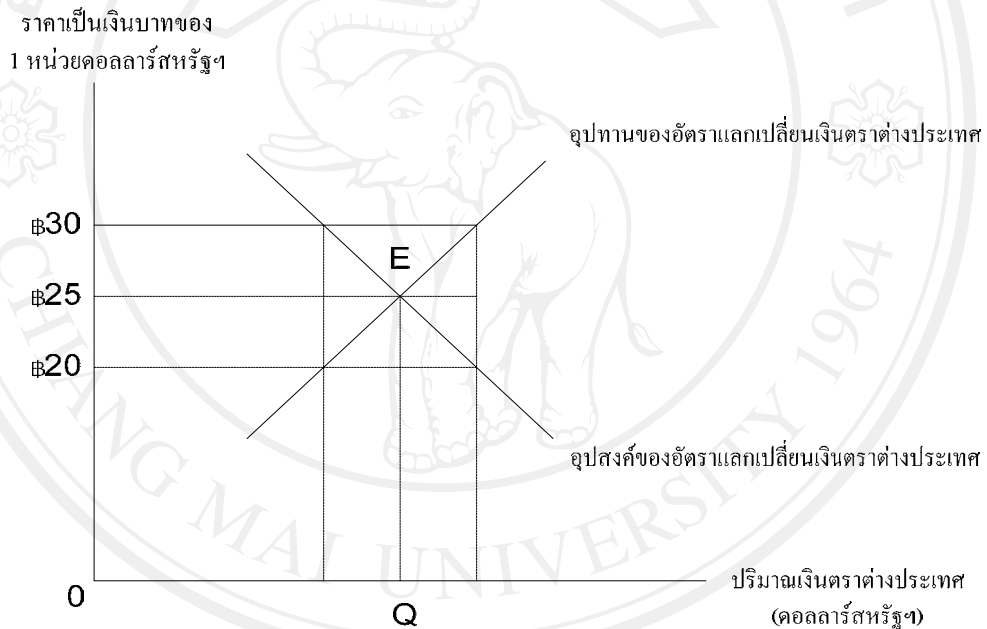 ราคาเป็นเงินบาทของ
1 หน่วยดอลลาร์สหรัฐฯ
อุปทานของอัตราแลกเปลี่ยนเงินตราต่างประเทศ
฿30
E
฿25
฿20
อุปสงค์ของอัตราแลกเปลี่ยนเงินตราต่างประเทศ
0
Q
ปริมาณเงินตราต่างประเทศ
(ดอลลาร์สหรัฐฯ)
CHIANG MAI UNIVERSITY 1964